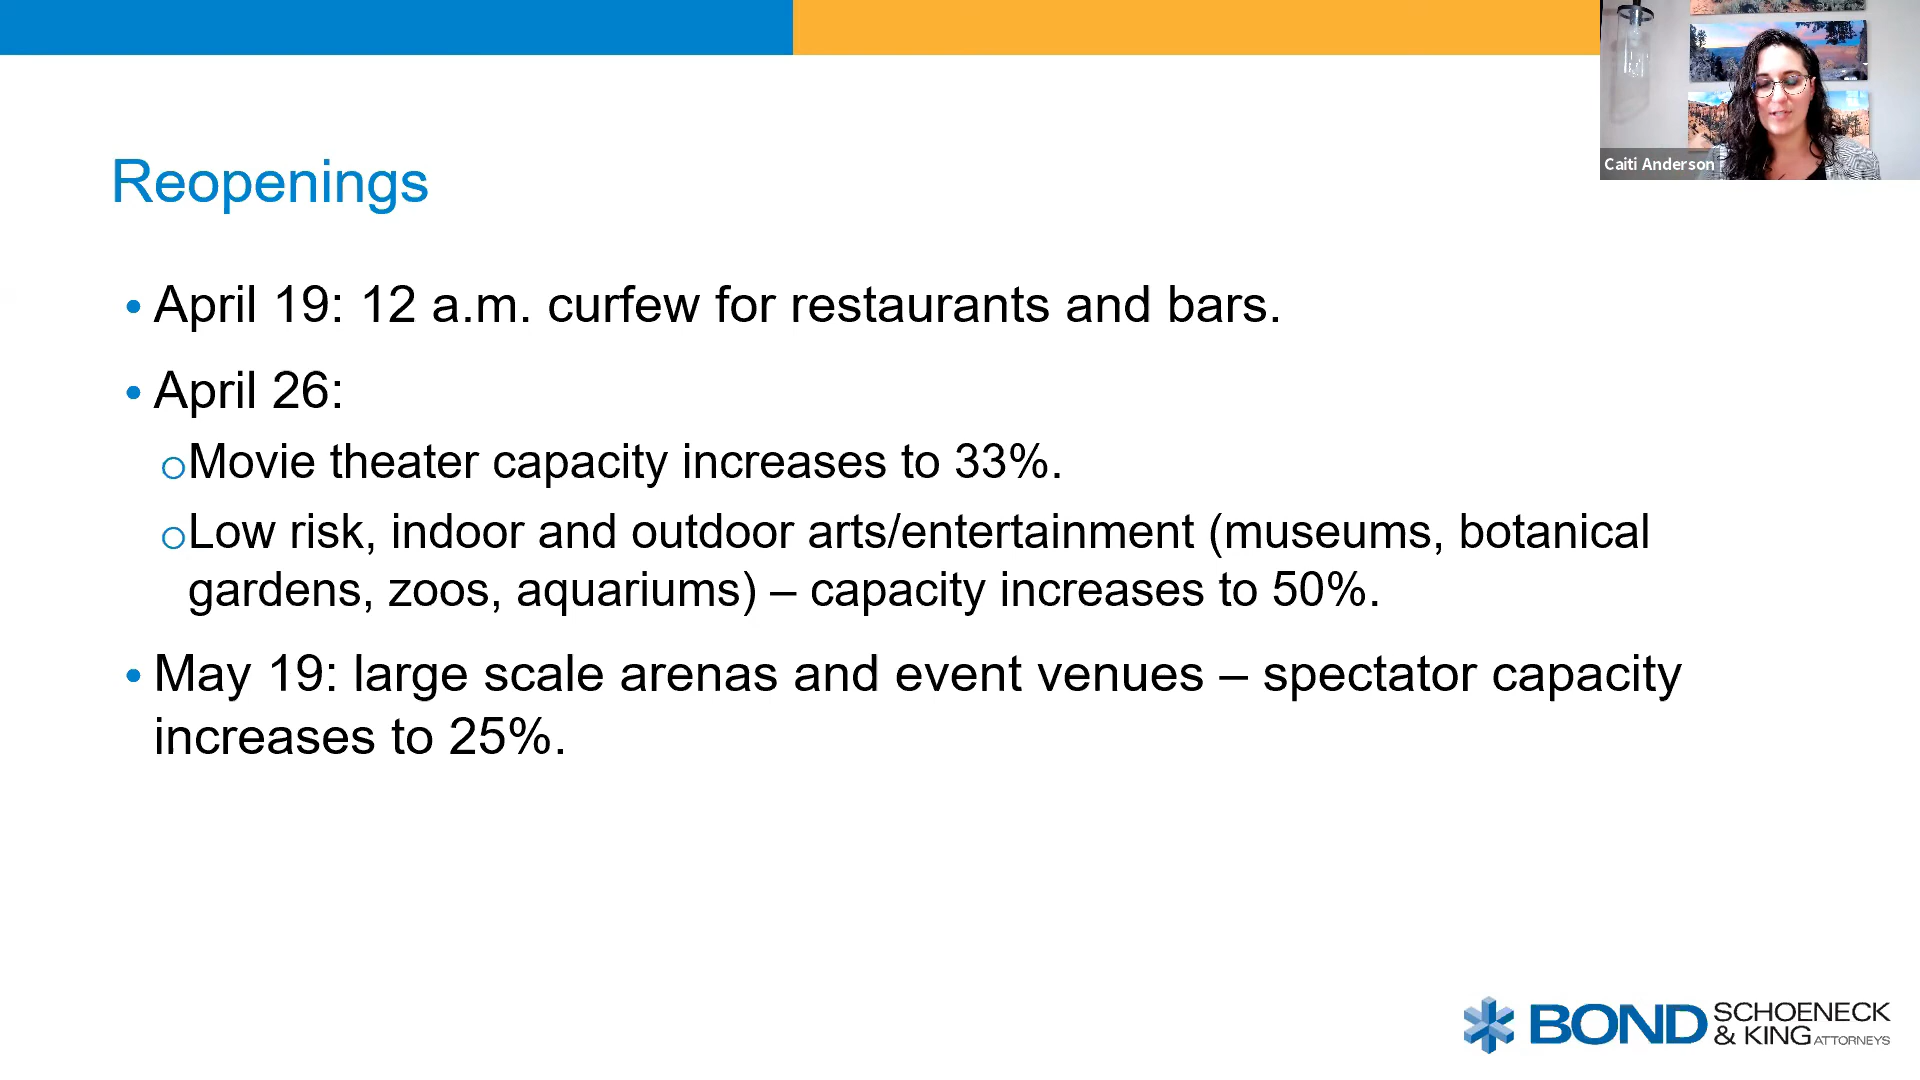 Caiti Anderson
Reopenings
• April 19: 12 a.m. curfew for restaurants and bars.
• April 26:
oMovie theater capacity increases to 33%.
oLow risk, indoor and outdoor arts/entertainment (museums, botanical
gardens, zoos, aquariums) – capacity increases to 50%.
• May 19: large scale arenas and event venues – spectator capacity
increases to 25%.
BOND SCHOENECK
& KING ATTORNEYS